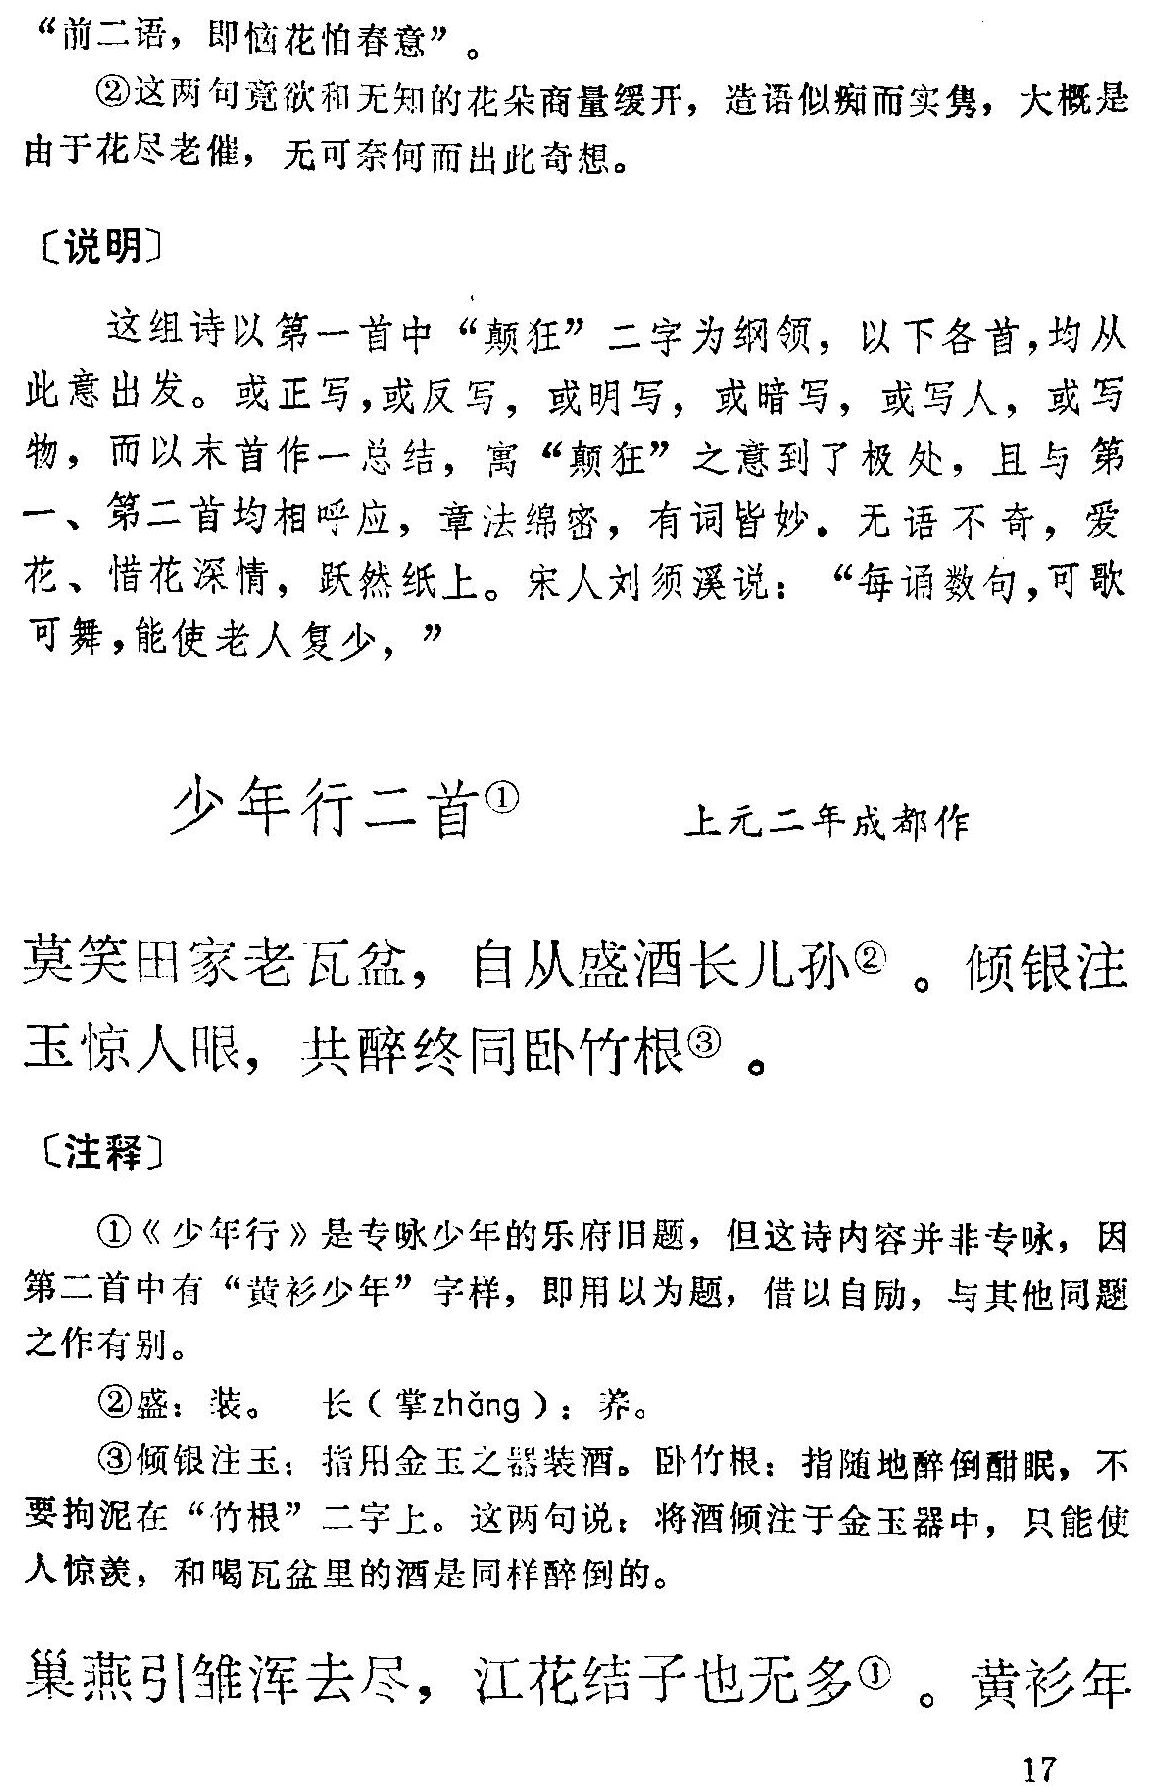 “前二语，即恼花怕春意”。
②这两句竟欲和无知的花朵商量缓开，造语似痴而实隽，大概是
由于花尽老催，无可奈何而出此奇想。
〔说明〕
这组诗以第一首中“颠狂”二字为纲领，以下各首，均从
此意出发。或正写，或反写，或明写，或暗写，或写人，或写
物，而以末首作一总结，寓“颠狂”之意到了极处，且与第
一、第二首均相呼应，章法绵密，有词皆妙．无语不奇，爱
花、惜花深情，跃然纸上。宋人刘须溪说：“每诵数句，可歌
可舞，能使老人复少，”
少年行二首① 上元二年成都作
莫笑田家老瓦盆，自从盛酒长儿孙②。倾银注
玉惊人眼，共醉终同卧竹根③。
〔注释〕
①《少年行》是专咏少年的乐府旧题，但这诗内容并非专咏，因
第二首中有“黄衫少年”字样，即用以为题，借以自励，与其他同题
之作有别。
②盛：装。 长（掌zhǎng）：养。
③倾银注玉：指用金玉之器装酒。卧竹根：指随地醉倒酣眠，不
要拘泥在“竹根”二字上。这两句说：将酒倾注于金玉器中，只能使
人惊羡，和喝瓦盆里的酒是同样醉倒的。
巢燕引雏浑去尽，江花结子也无多①。黄衫年
17